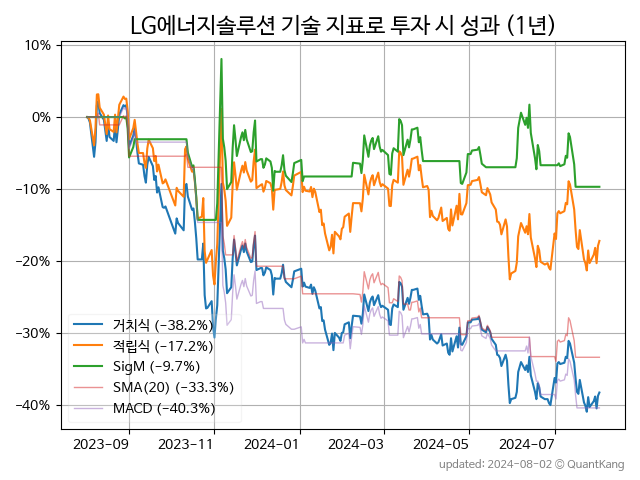 LG에너지솔루션 기술 지표로 투자 시 성과 (1년)
10%
0%
−10%
−20%
−30%
−40%
거치식 (−38.2%)
적립식 (−17.2%)
SigM (−9.7%)
SMA(20) (−33.3%)
MACD (−40.3%)
2023−09 2023−11 2024−01 2024−03 2024−05 2024−07
updated: 2024−08−02 © QuantKang